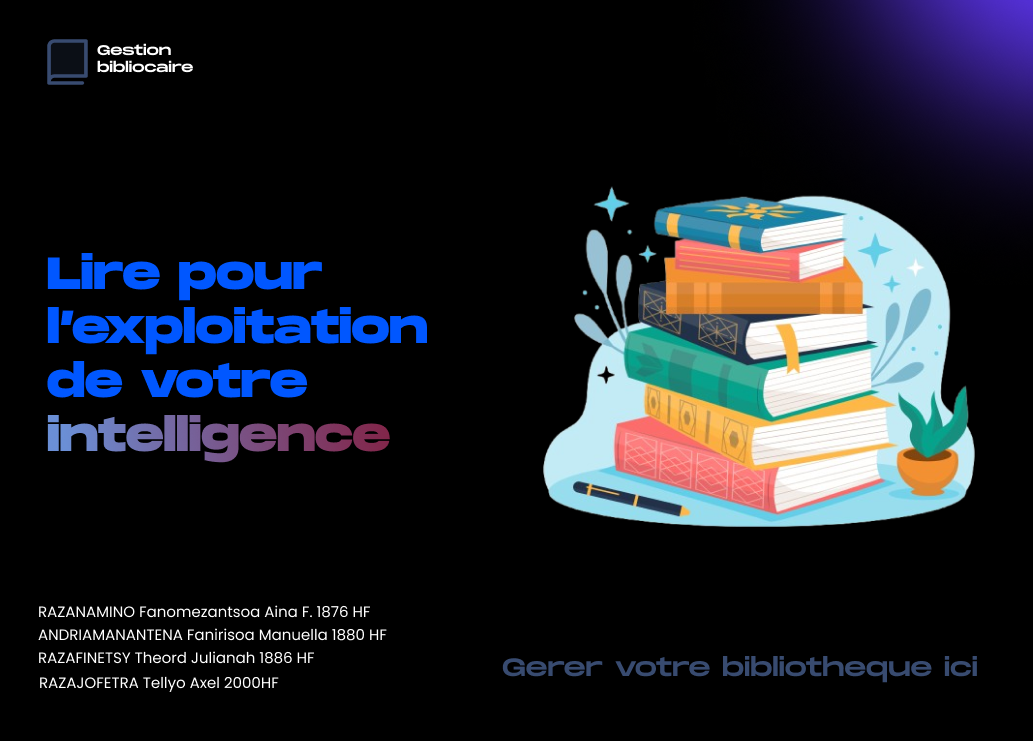 Gestion
bibliocaire
Lire pour
l'exploitation
de votre
intelligence
RAZANAMINO Fanomezantsoa Aina F. 1876 HF
ANDRIAMANANTENA Fanirisoa Manuella 1880 HF
RAZAFINETSY Theord Julianah 1886 HF
RAZAJOFETRA Tellyo Axel 2000HF
Gerer votre bibliotheque ici